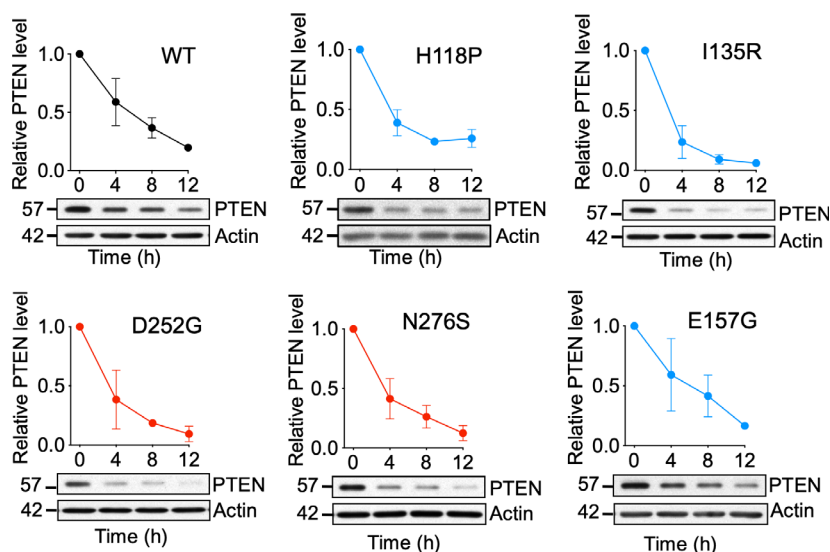 WT
Relative PTEN level
1.0
0.5
0.0
0 4 8 12
57 PTEN
42 Actin
Time (h)
H118P
Relative PTEN level
1.0
0.5
0.0
0 4 8 12
57 PTEN
42 Actin
Time (h)
I135R
Relative PTEN level
1.0
0.5
0.0
0 4 8 12
57 PTEN
42 Actin
Time (h)
D252G
Relative PTEN level
1.0
0.5
0.0
0 4 8 12
57 PTEN
42 Actin
Time (h)
N276S
Relative PTEN level
1.0
0.5
0.0
0 4 8 12
57 PTEN
42 Actin
Time (h)
E157G
Relative PTEN level
1.0
0.5
0.0
0 4 8 12
57 PTEN
42 Actin
Time (h)